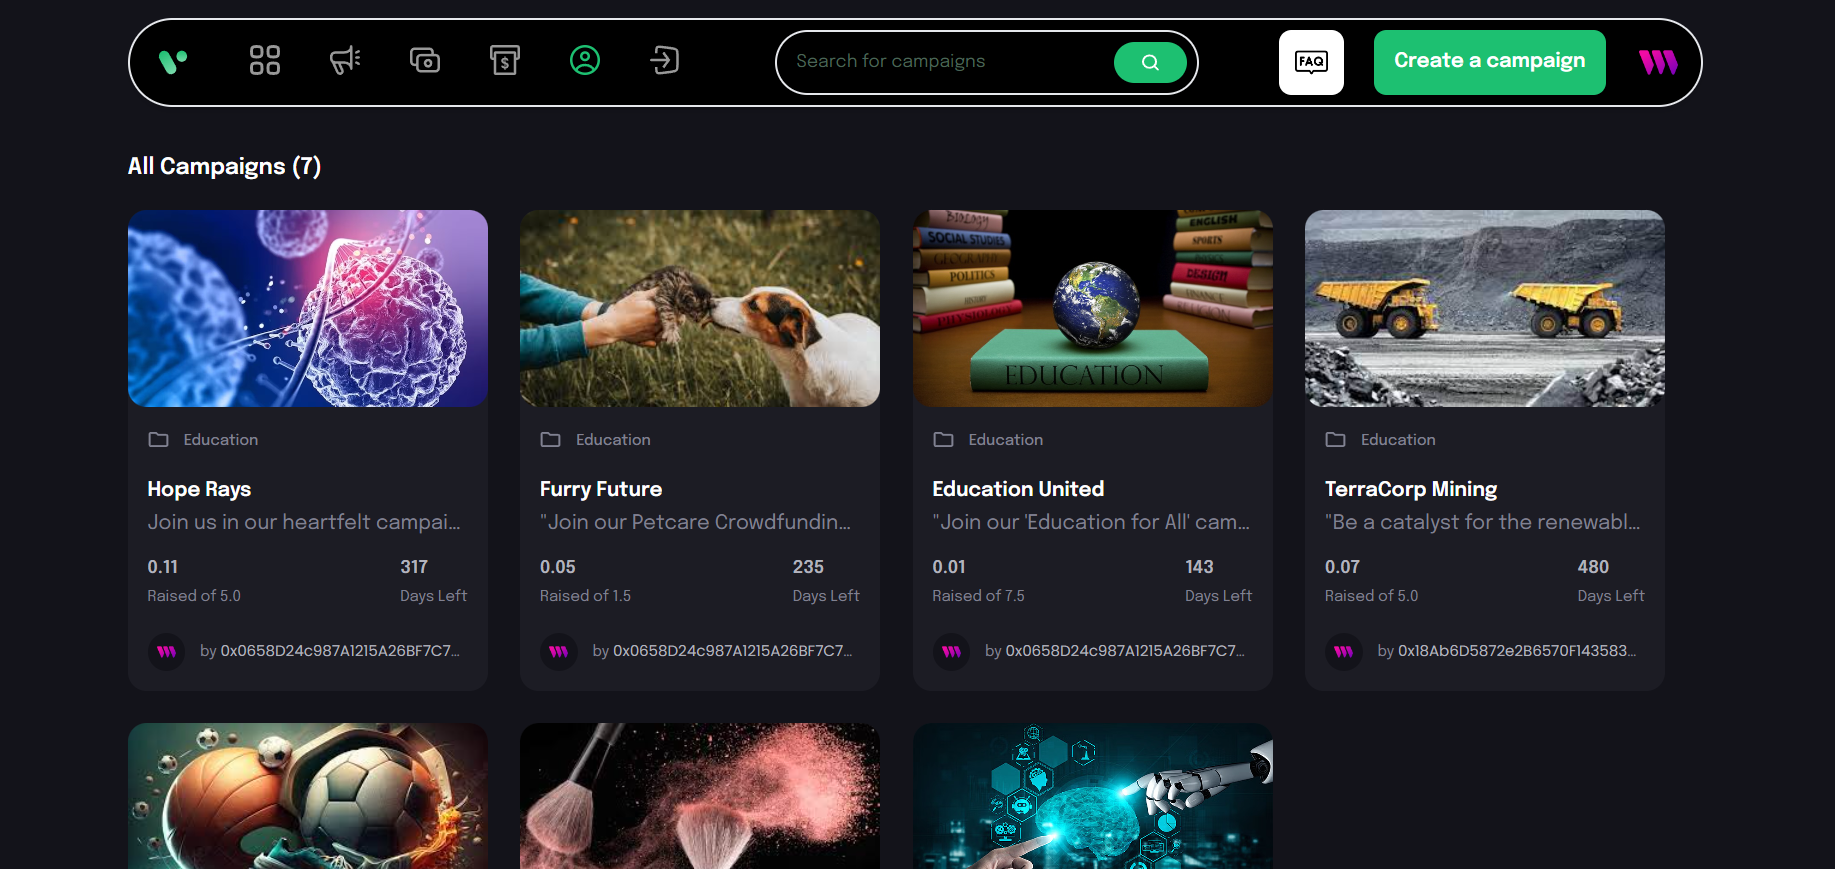 Search for campaigns
FAQ
Create a campaign
All Campaigns (7)
BIOLOGY
SOCIAL STUDIES
GEOGRAPHY
POLITICS
HISTORY
PHYSIOLOGY
ENGLISH
SPORTS
DESIGN
FINANCE
EDUCATION
Education
Education
Education
Education
Hope Rays
Furry Future
Education United
TerraCorp Mining
Join us in our heartfelt campai...
"Join our Petcare Crowdfundin...
"Join our 'Education for All' cam...
"Be a catalyst for the renewabl...
0.11
317
0.05
235
0.01
143
0.07
480
Raised of 5.0
Days Left
Raised of 1.5
Days Left
Raised of 7.5
Days Left
Raised of 5.0
Days Left
by 0x0658D24c987A1215A26BF7C7...
by 0x0658D24c987A1215A26BF7C7...
by 0x0658D24c987A1215A26BF7C7...
by 0x18Ab6D5872e2B6570F143583...